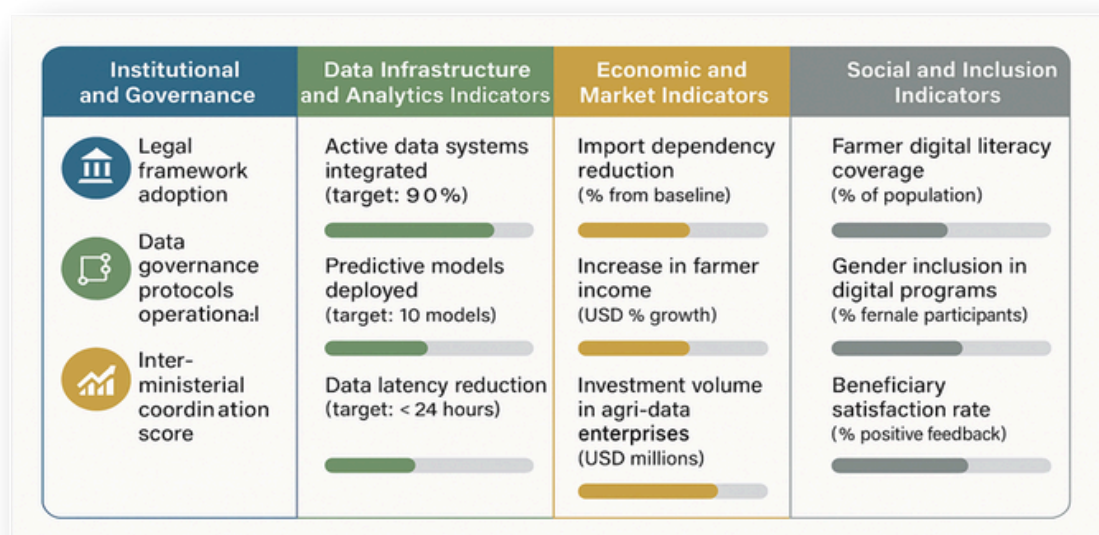 Institutional
and Governance
Legal
framework
adoption
Data
governance
protocols
operationa:l
Inter-
ministerial
coordination
score
Data Infrastructure
and Analytics Indicators
Active data systems
integrated
(target: 90%)
Predictive models
deployed
(target: 10 models)
Data latency reduction
(target: < 24 hours)
Economic and
Market Indicators
Import dependency
reduction
(% from baseline)
Increase in farmer
income
(USD % growth)
Investment volume
in agri-data
enterprises
(USD millions)
Social and Inclusion
Indicators
Farmer digital literacy
coverage
(% of population)
Gender inclusion in
digital programs
(% fernale participants)
Beneficiary
satisfaction rate
(% positive feedback)